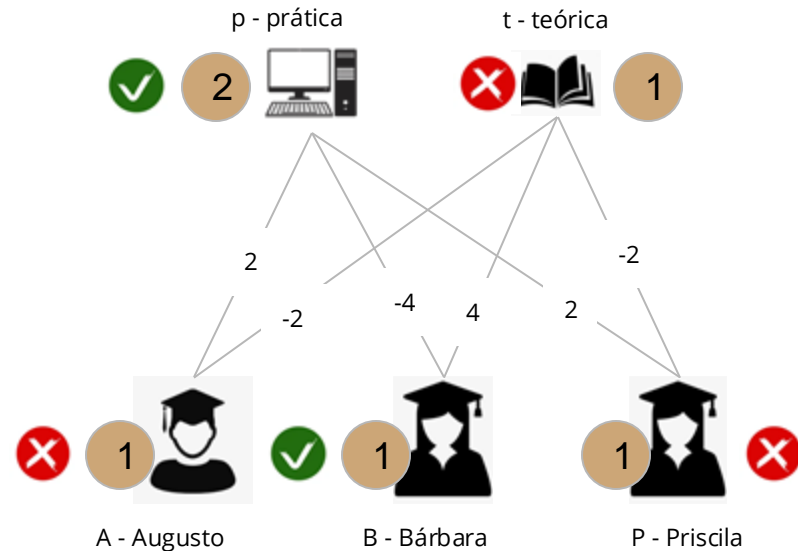 p - prática
t - teórica
2
1
2
-2
-4
4
2
-2
1
1
1
A - Augusto
B - Bárbara
P - Priscila